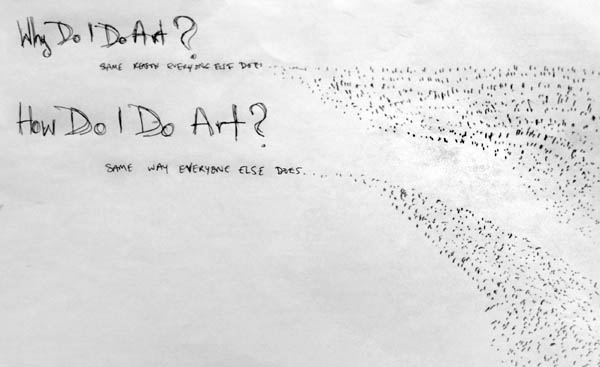 Why Do I Do Art?
SAME REASON EVERYONE ELSE DOES.
How Do I Do Art?
SAME WAY EVERYONE ELSE DOES.